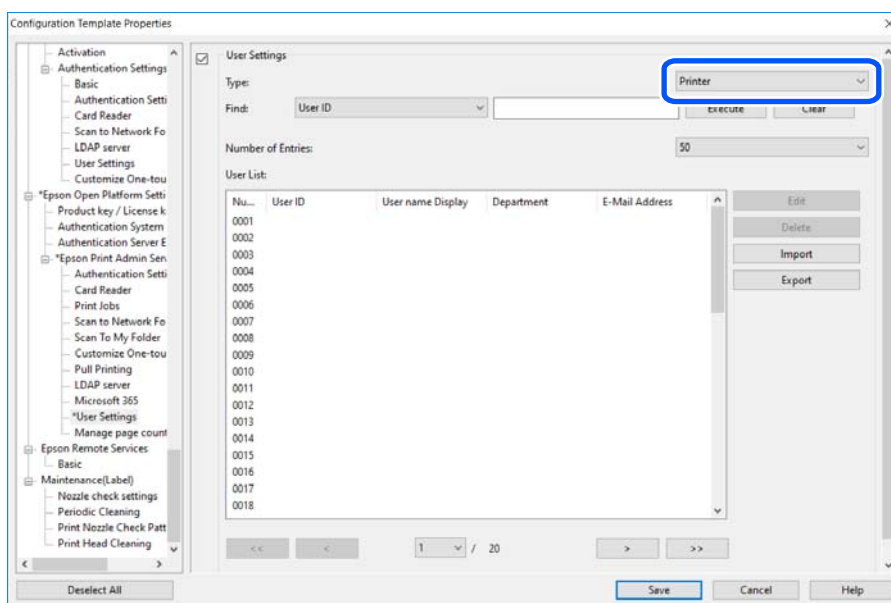 Configuration Template Properties
Activation
Authentication Settings
Basic
Authentication Setti
Card Reader
Scan to Network Fo
LDAP server
User Settings
Customize One-tou
*Epson Open Platform Setti
Product key / License k
Authentication System
Authentication Server E
*Epson Print Admin Sen
Authentication Setti
Card Reader
Print Jobs
Scan to Network Fo
Scan To My Folder
Customize One-tou
Pull Printing
LDAP server
Microsoft 365
*User Settings
Manage page count
Epson Remote Services
Basic
Maintenance(Label)
Nozzle check settings
Periodic Cleaning
Print Nozzle Check Patt
Print Head Cleaning
Deselect All
User Settings
Type: Printer
Find: User ID Execute Clear
Number of Entries: 50
User List:
Nu... User ID User name Display Department E-Mail Address
0001
0002
0003
0004
0005
0006
0007
0008
0009
0010
0011
0012
0013
0014
0015
0016
0017
0018
Edit
Delete
Import
Export
<< < 1 / 20 > >>
Save Cancel Help